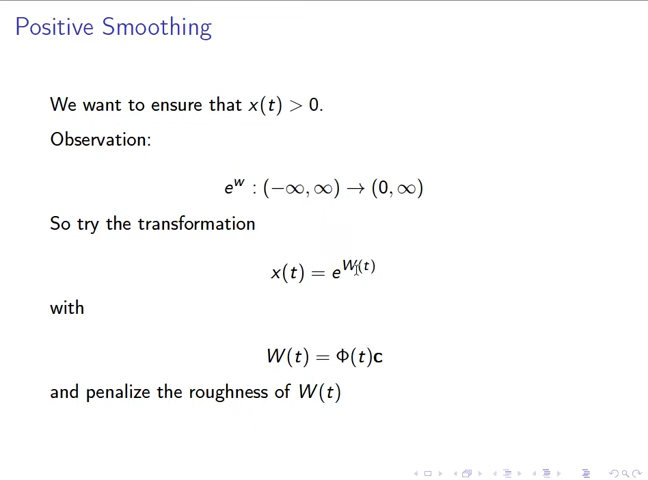 Positive Smoothing
We want to ensure that x(t) > 0.
Observation:
e^w : (−∞, ∞) → (0, ∞)
So try the transformation
x(t) = e^{W(t)}
with
W(t) = Φ(t)c
and penalize the roughness of W(t)